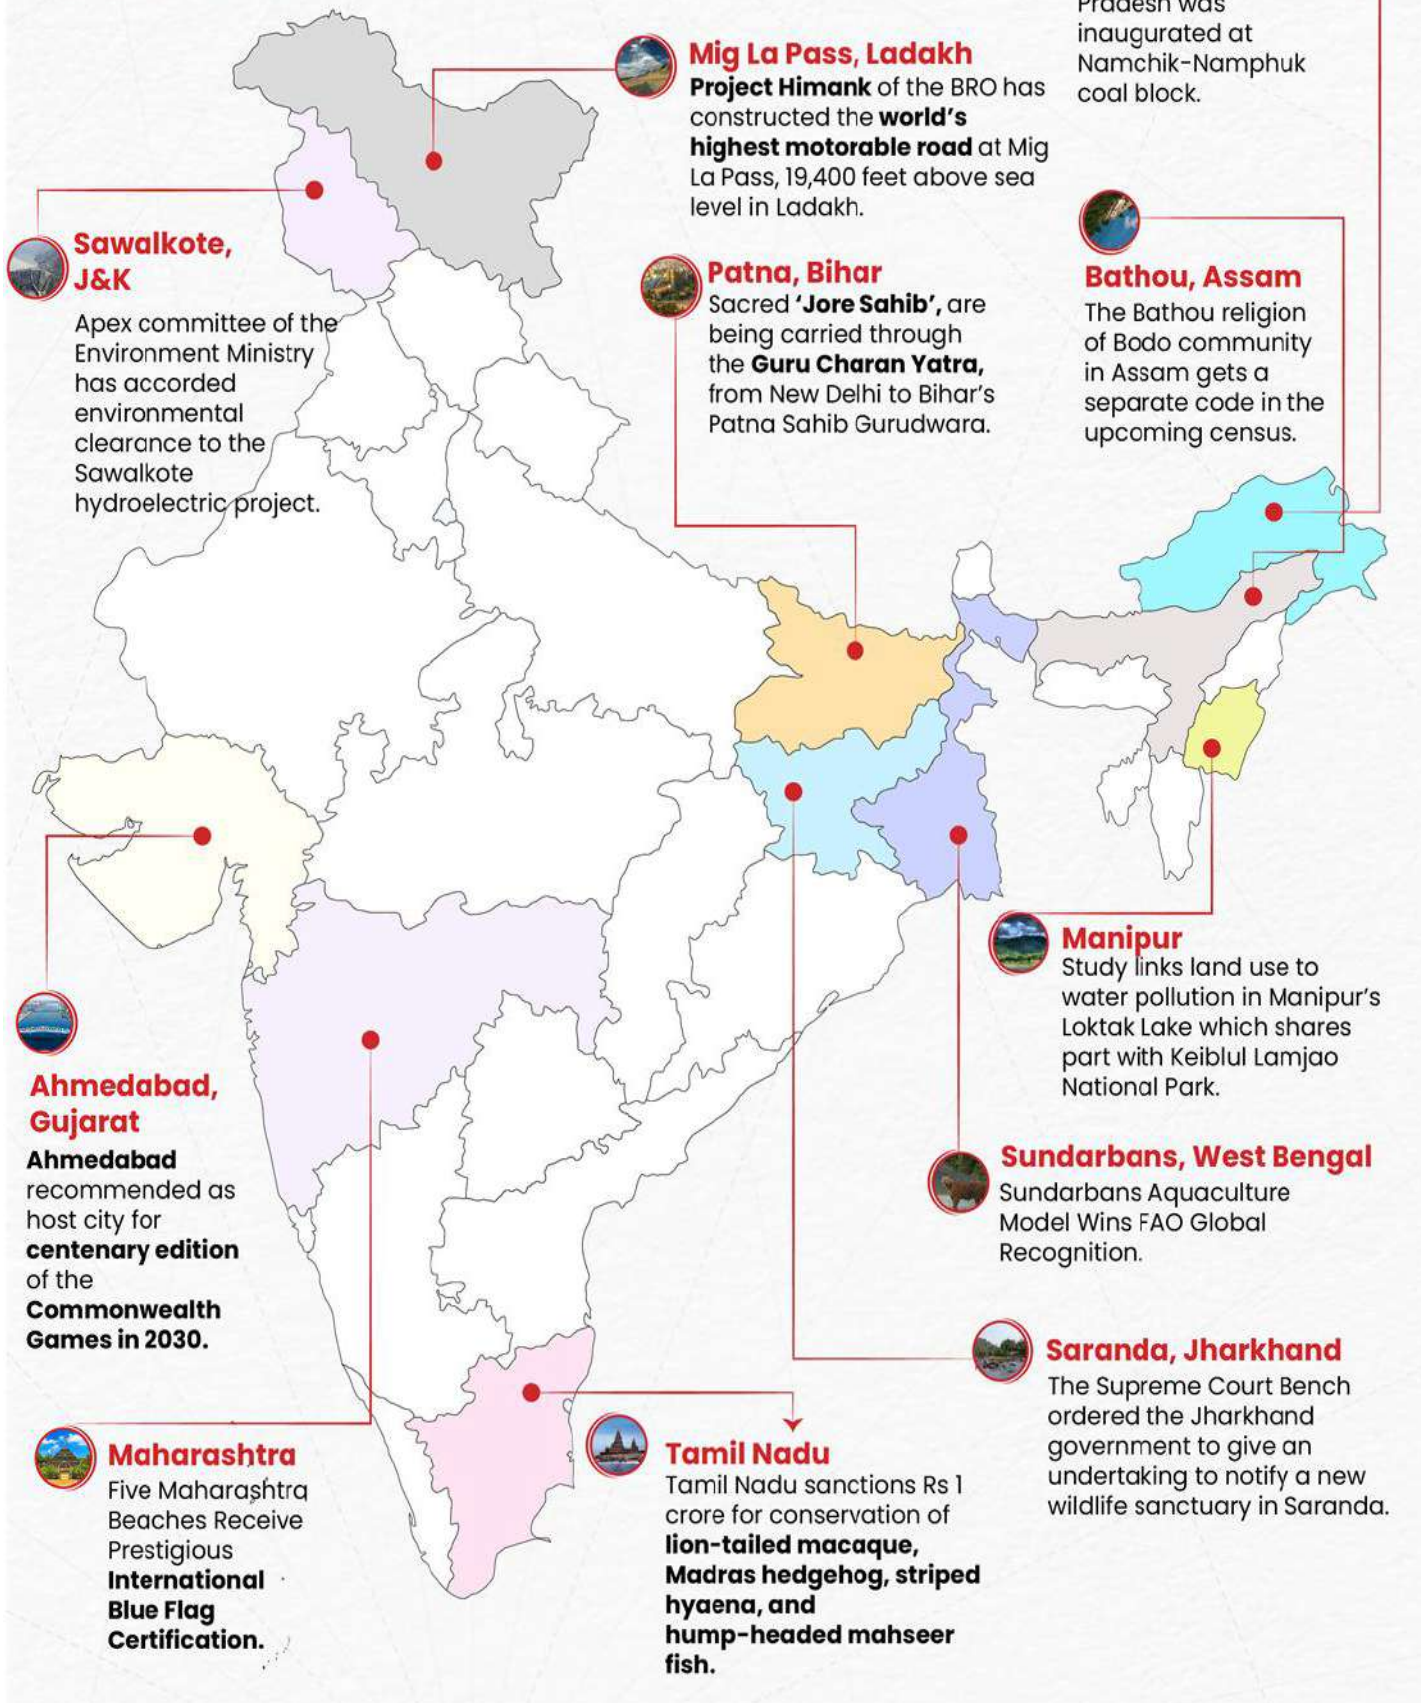 Pradesh was
inaugurated at
Namchik-Namphuk
coal block.
Mig La Pass, Ladakh
Project Himank of the BRO has
constructed the world's
highest motorable road at Mig
La Pass, 19,400 feet above sea
level in Ladakh.
Sawalkote,
J&K
Apex committee of the
Environment Ministry
has accorded
environmental
clearance to the
Sawalkote
hydroelectric project.
Patna, Bihar
Sacred 'Jore Sahib', are
being carried through
the Guru Charan Yatra,
from New Delhi to Bihar's
Patna Sahib Gurudwara.
Bathou, Assam
The Bathou religion
of Bodo community
in Assam gets a
separate code in the
upcoming census.
Manipur
Study links land use to
water pollution in Manipur's
Loktak Lake which shares
part with Keiblul Lamjao
National Park.
Ahmedabad,
Gujarat
Ahmedabad
recommended as
host city for
centenary edition
of the
Commonwealth
Games in 2030.
Sundarbans, West Bengal
Sundarbans Aquaculture
Model Wins FAO Global
Recognition.
Saranda, Jharkhand
The Supreme Court Bench
ordered the Jharkhand
government to give an
undertaking to notify a new
wildlife sanctuary in Saranda.
Maharashtra
Five Maharashtra
Beaches Receive
Prestigious
International
Blue Flag
Certification.
Tamil Nadu
Tamil Nadu sanctions Rs 1
crore for conservation of
lion-tailed macaque,
Madras hedgehog, striped
hyaena, and
hump-headed mahseer
fish.